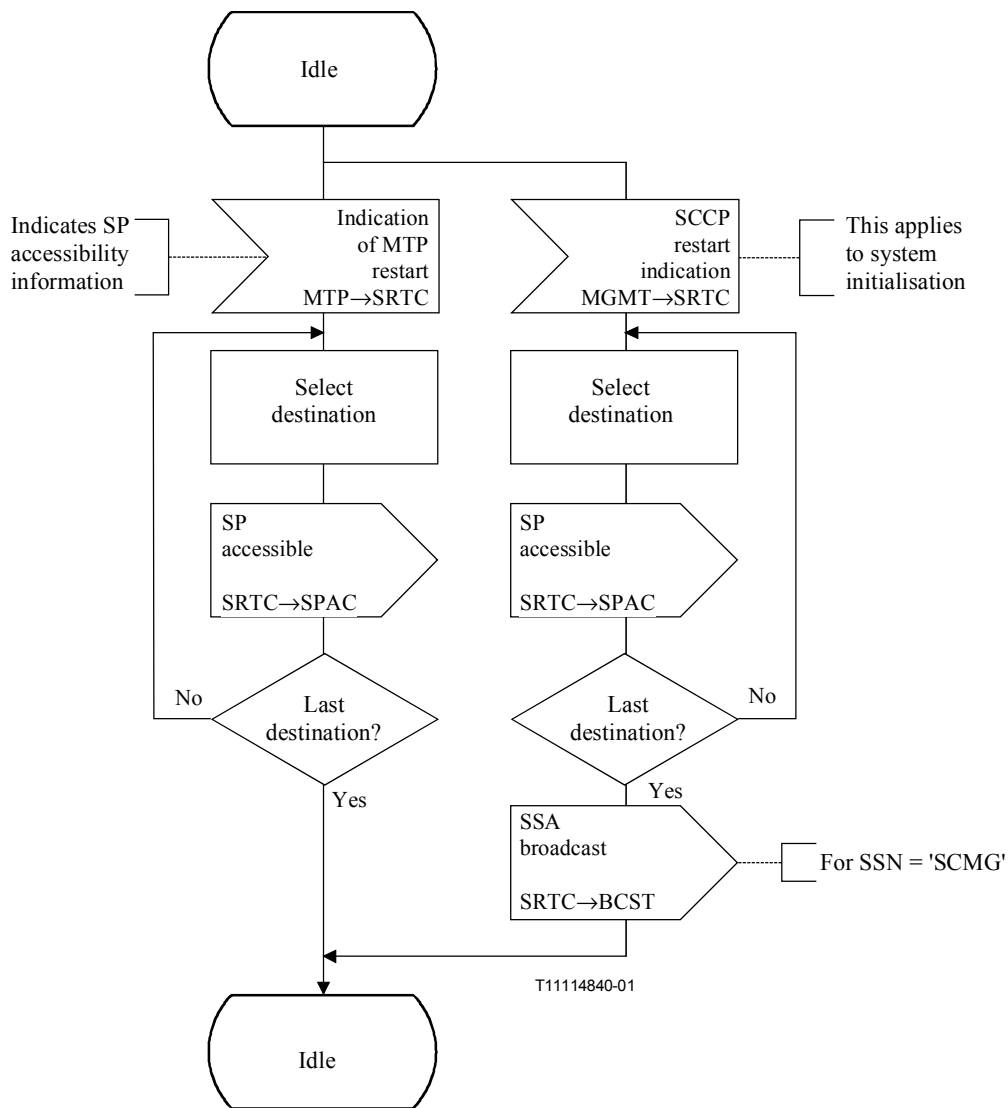 Idle
Indicates SP
accessibility
information
Indication
of MTP
restart
MTP→SRTC
SCCP
restart
indication
MGMT→SRTC
This applies
to system
initialisation
Select
destination
Select
destination
SP
accessible
SRTC→SPAC
SP
accessible
SRTC→SPAC
No
Last
destination?
Yes
Last
destination?
No
Yes
SSA
broadcast
SRTC→BCST
For SSN = 'SCMG'
T11114840-01
Idle